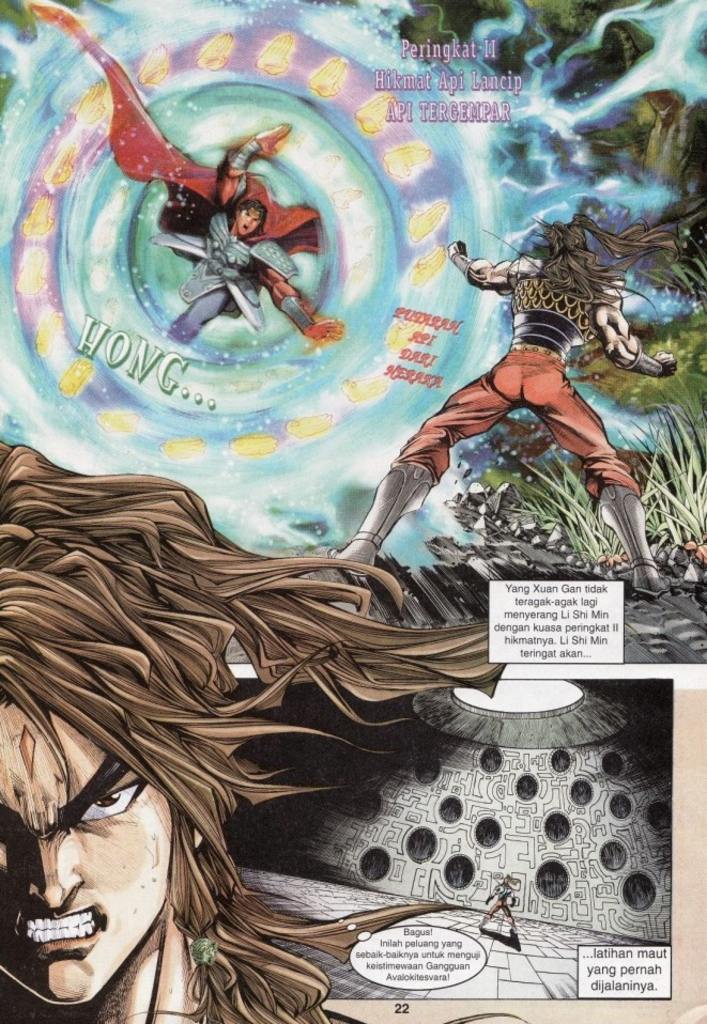 Peringkat II
Hikmat Api Lancip
API TERGEMPAR
HONG...
PUTARAN
API
DARI
NERAKA
Yang Xuan Gan tidak
teragak-agak lagi
menyerang Li Shi Min
dengan kuasa peringkat II
hikmatnya. Li Shi Min
teringat akan...
Bagus!
Inilah peluang yang
sebaik-baiknya untuk menguji
keistimewaan Gangguan
Avalokitesvara!
...latihan maut
yang pernah
dijalaninya.
22